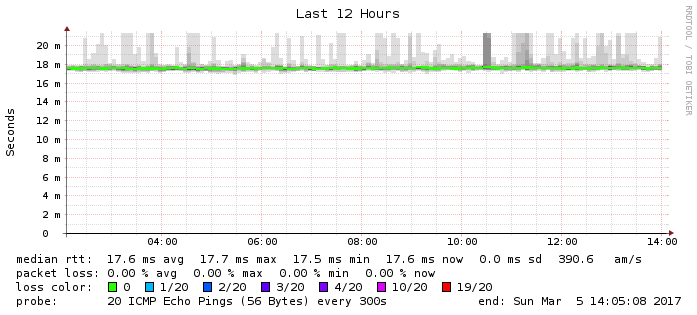 Last 12 Hours
RRDTOOL / TOBI OETIKER
Seconds
20 m
18 m
16 m
14 m
12 m
10 m
8 m
6 m
4 m
2 m
0
04:00 06:00 08:00 10:00 12:00 14:00
median rtt: 17.6 ms avg 17.7 ms max 17.5 ms min 17.6 ms now 0.0 ms sd 390.6 am/s
packet loss: 0.00 % avg 0.00 % max 0.00 % min 0.00 % now
loss color: 0 1/20 2/20 3/20 4/20 10/20 19/20
probe: 20 ICMP Echo Pings (56 Bytes) every 300s end: Sun Mar 5 14:05:08 2017